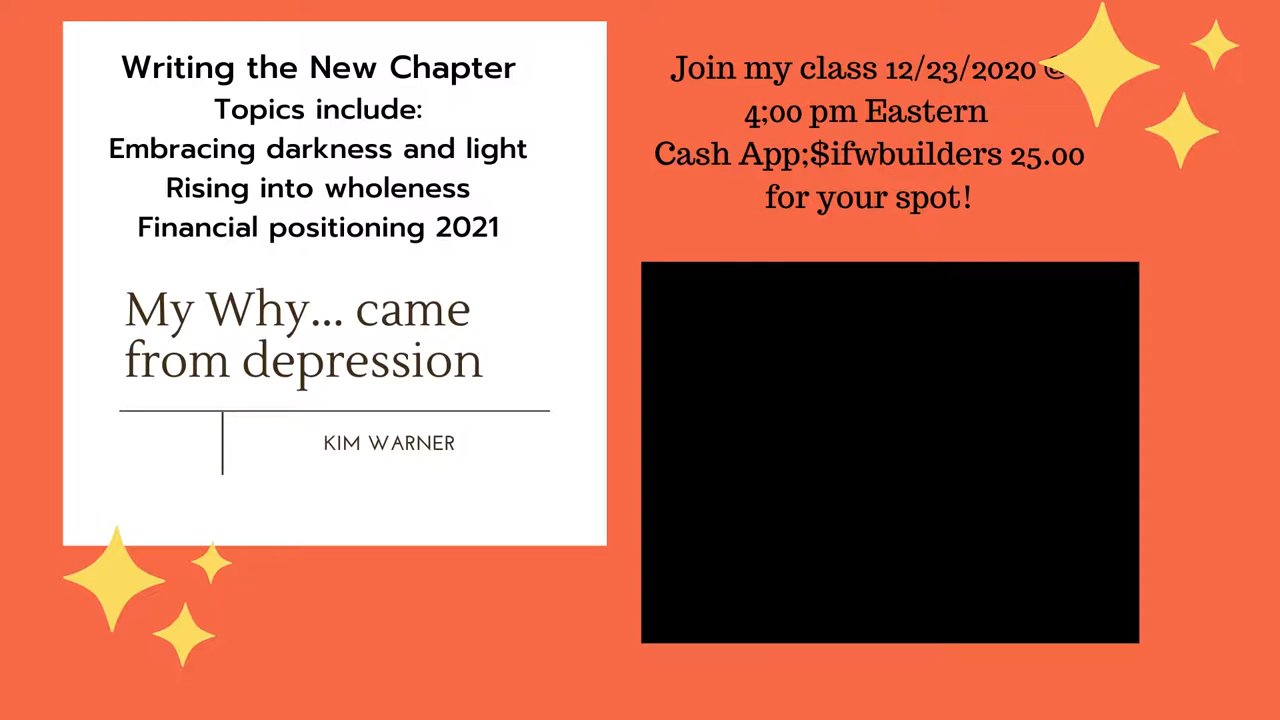 Writing the New Chapter
Topics include:
Embracing darkness and light
Rising into wholeness
Financial positioning 2021
My Why... came
from depression
KIM WARNER
Join my class 12/23/2020 @
4;00 pm Eastern
Cash App;$ifwbuilders 25.00
for your spot!